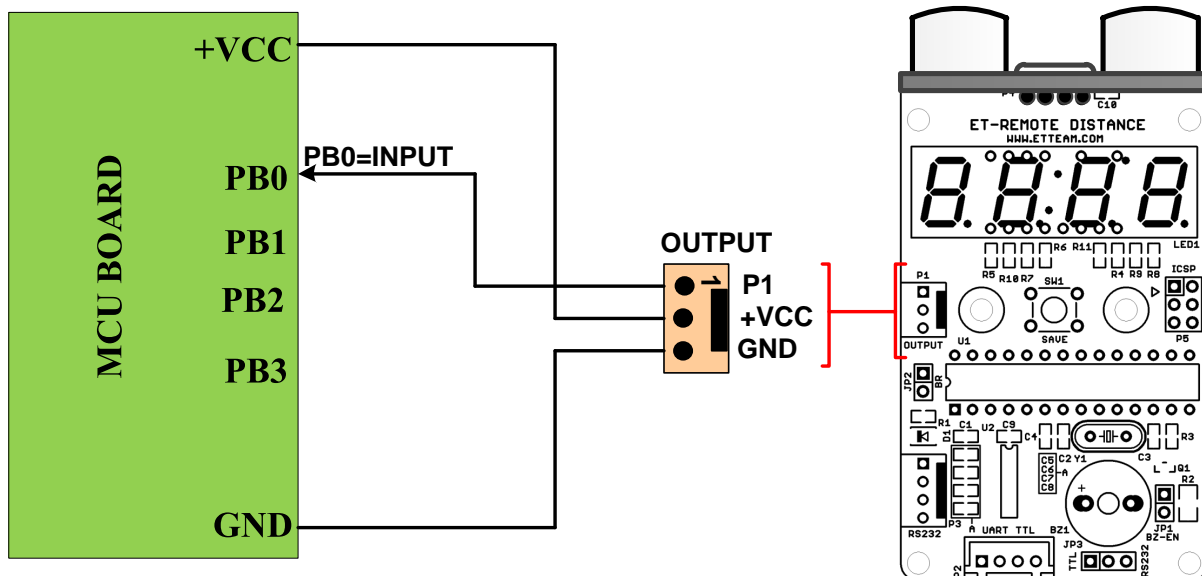 +VCC
PB0=INPUT
PB0
PB1
PB2
PB3
GND
MCU BOARD
OUTPUT
1
P1
+VCC
GND
C10
ET-REMOTE DISTANCE
WWW.ETTEAM.COM
LED1
R5
R10
R7
R6
R11
R4
R9
R8
ICSP
P1
SW1
OUTPUT
U1
SAVE
P5
JP2
BR
R1
D1
C1
U2
C9
C4
C2
Y1
C3
R3
C5
C6
C7
C8
A
Q1
R2
RS232
P3
A
UART TTL
BZ1
+
JP1
BZ-EN
JP3
TTL
RS232
P2